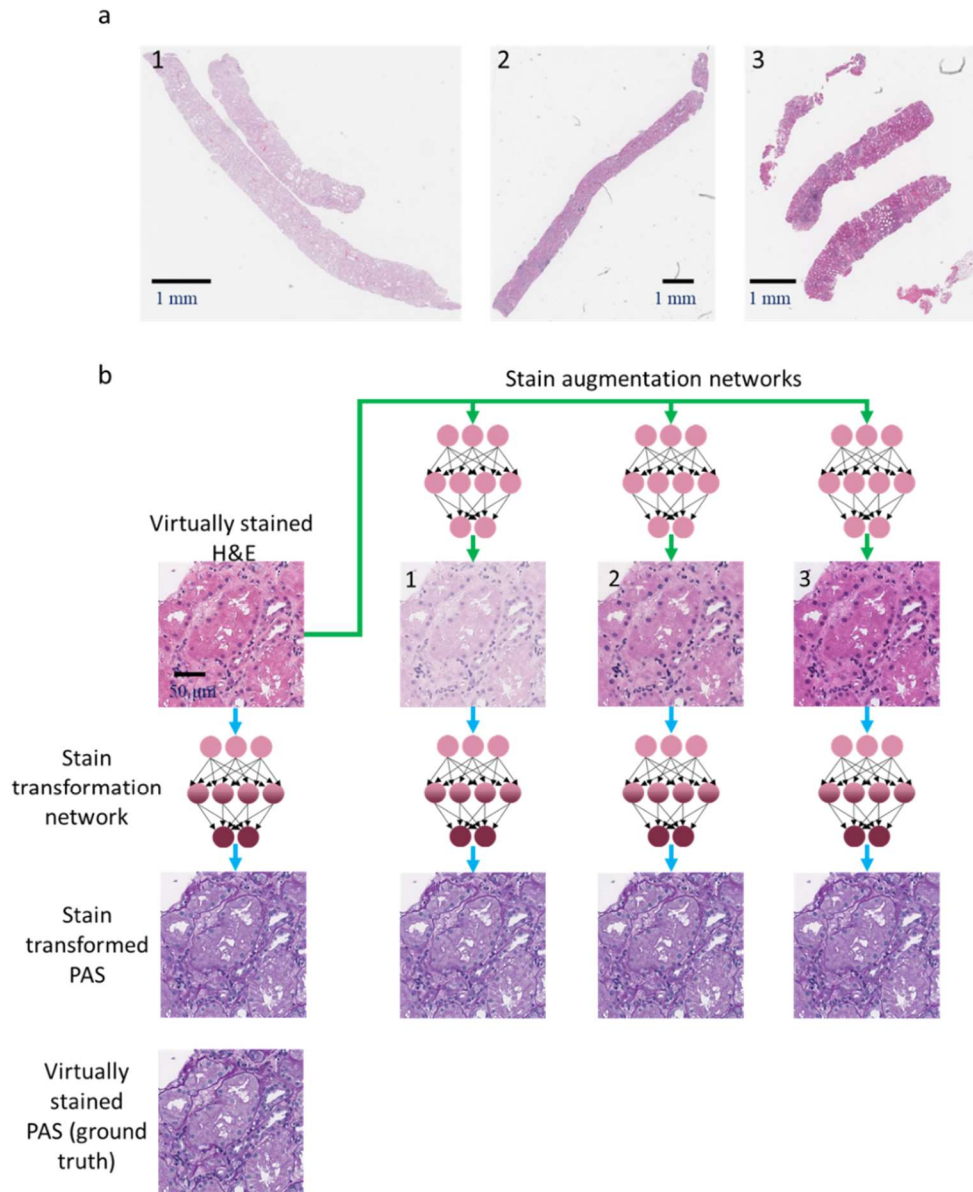 a
1
2
3
1 mm
1 mm
1 mm
b
Stain augmentation networks
Virtually stained
H&E
1
2
3
50 μm
Stain
transformation
network
Stain
transformed
PAS
Virtually
stained
PAS (ground
truth)